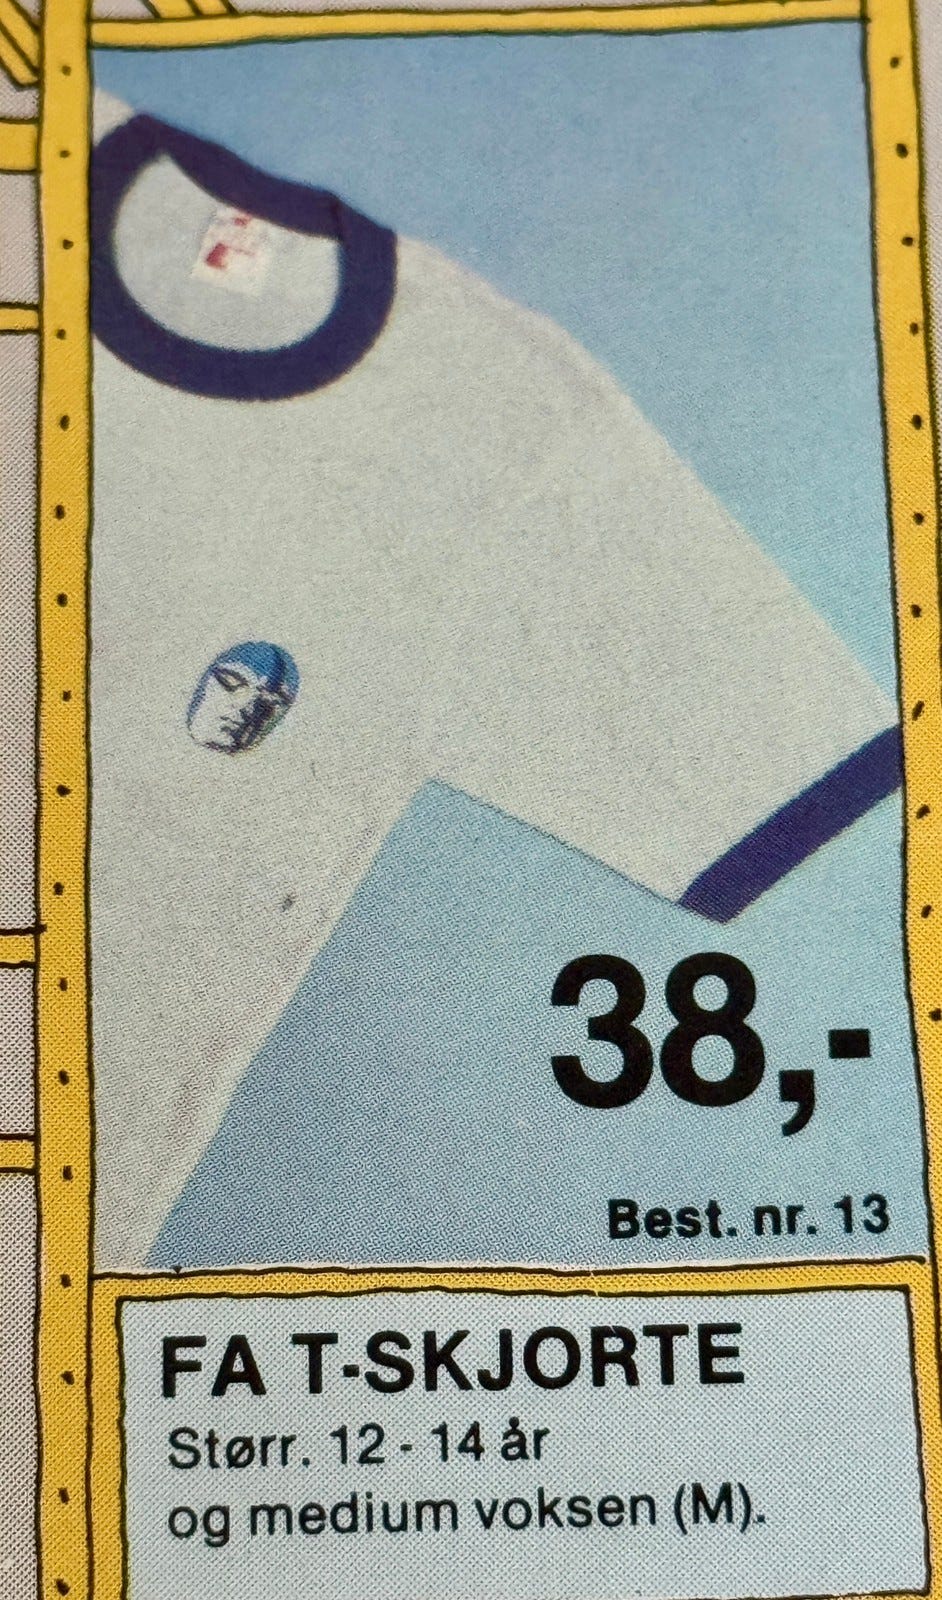 38,-
Best. nr. 13
FA T-SKJORTE
Størr. 12 - 14 år
og medium voksen (M).